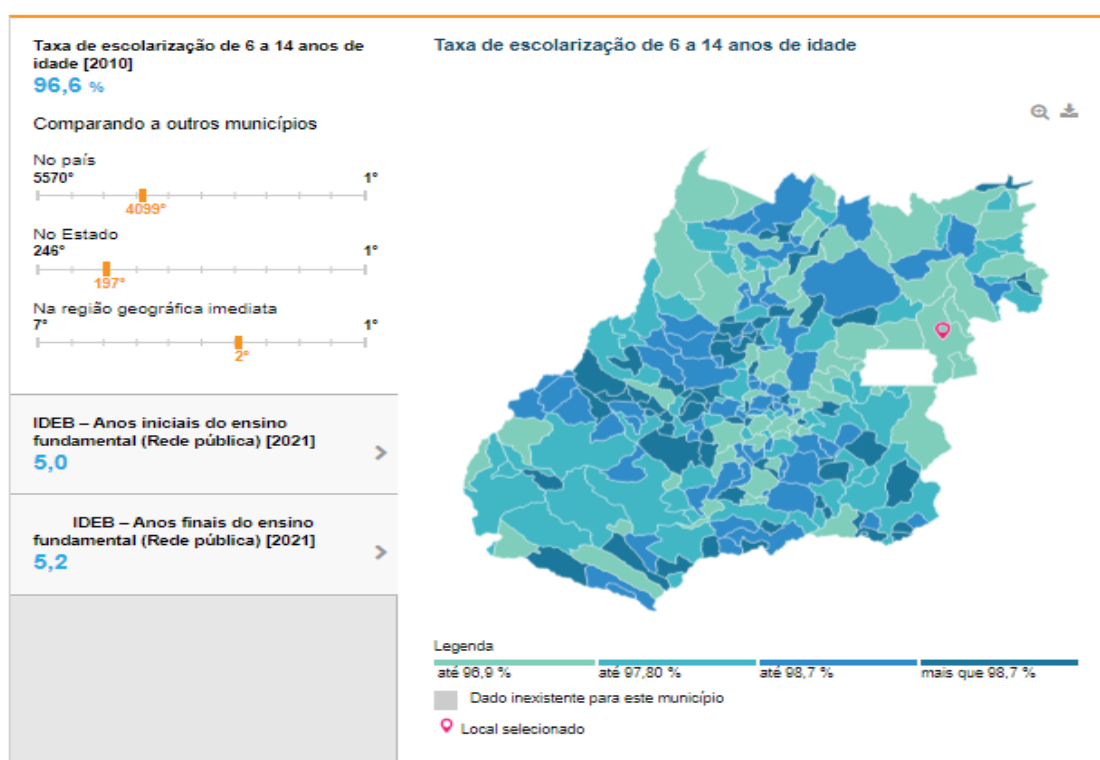 Taxa de escolarização de 6 a 14 anos de
idade [2010]
96,6 %
Comparando a outros municípios
No país
5570° 1°
4099°
No Estado
246° 1°
197°
Na região geográfica imediata
7° 1°
2°
IDEB – Anos iniciais do ensino
fundamental (Rede pública) [2021]
5,0
IDEB – Anos finais do ensino
fundamental (Rede pública) [2021]
5,2
Taxa de escolarização de 6 a 14 anos de idade
Legenda
até 96,9 % até 97,80 % até 98,7 % mais que 98,7 %
Dado inexistente para este município
Local selecionado